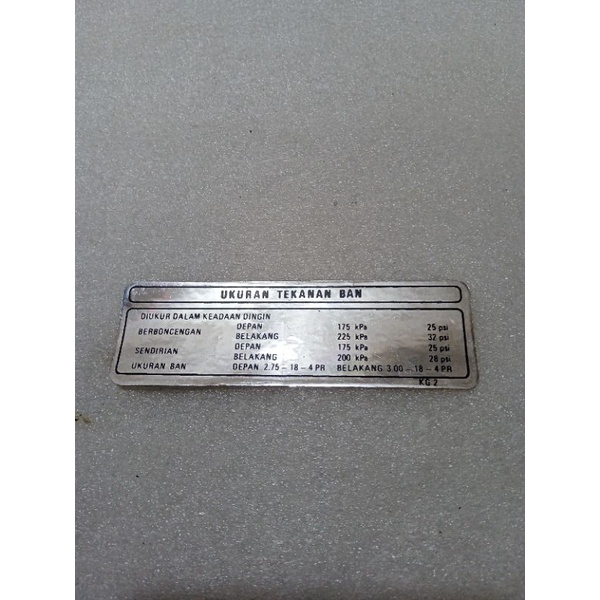 UKURAN TEKANAN BAN
DIUKUR DALAM KEADAAN DINGIN
BERBONCENGAN DEPAN 175 kPa 25 psi
BELAKANG 225 kPa 32 psi
SENDIRIAN DEPAN 175 kPa 25 psi
BELAKANG 200 kPa 28 psi
UKURAN BAN DEPAN 2.75 – 18 – 4 PR BELAKANG 3.00 – 18 – 4 PR
KG 2